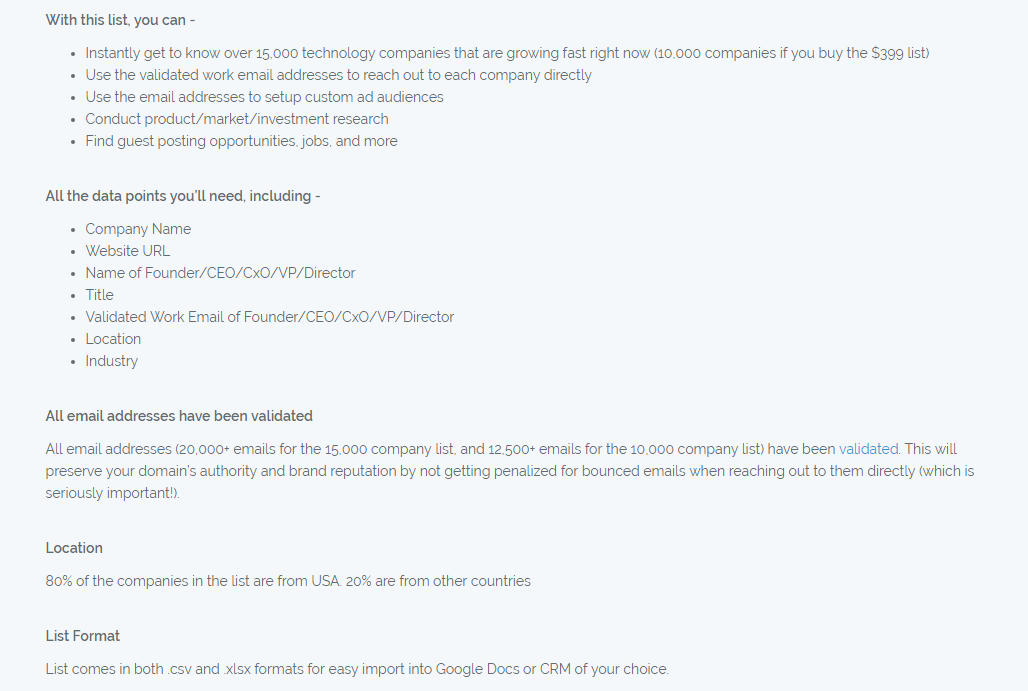 With this list, you can -
• Instantly get to know over 15,000 technology companies that are growing fast right now (10,000 companies if you buy the $399 list)
• Use the validated work email addresses to reach out to each company directly
• Use the email addresses to setup custom ad audiences
• Conduct product/market/investment research
• Find guest posting opportunities, jobs, and more
All the data points you'll need, including -
• Company Name
• Website URL
• Name of Founder/CEO/CxO/VP/Director
• Title
• Validated Work Email of Founder/CEO/CxO/VP/Director
• Location
• Industry
All email addresses have been validated
All email addresses (20,000+ emails for the 15,000 company list, and 12,500+ emails for the 10,000 company list) have been validated. This will
preserve your domain's authority and brand reputation by not getting penalized for bounced emails when reaching out to them directly (which is
seriously important!).
Location
80% of the companies in the list are from USA. 20% are from other countries
List Format
List comes in both .csv and .xlsx formats for easy import into Google Docs or CRM of your choice.